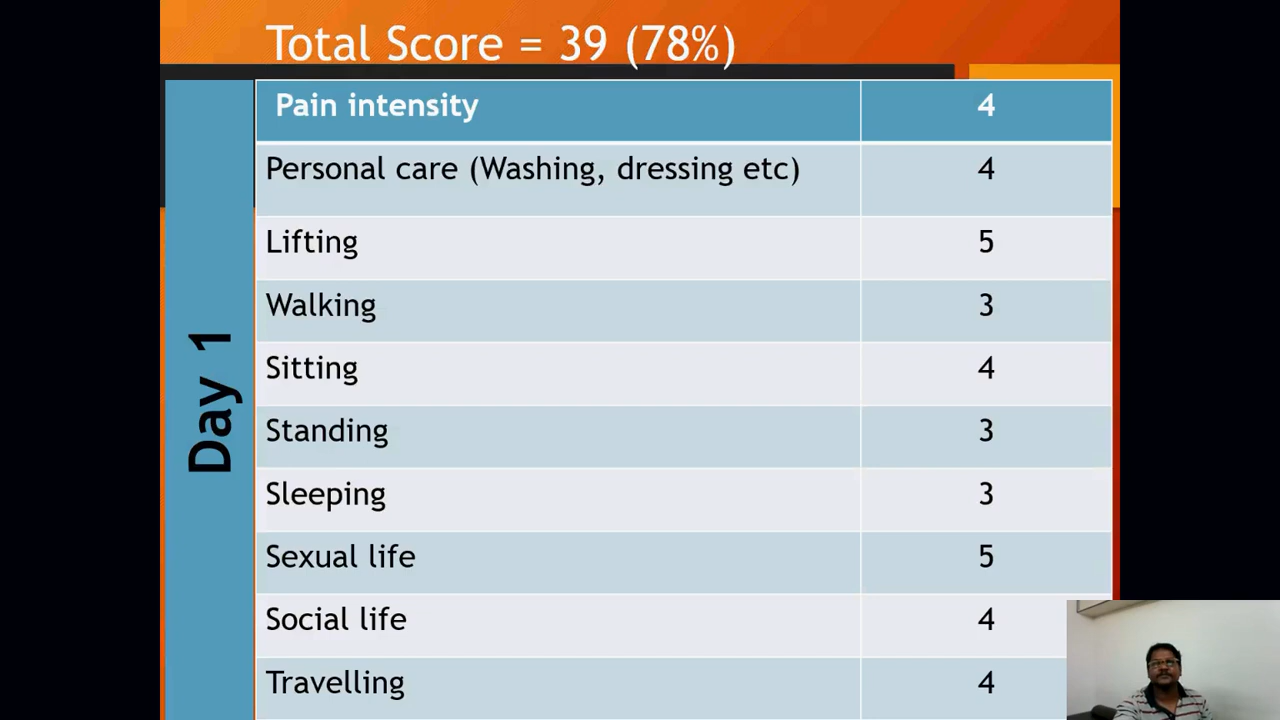 Total Score = 39 (78%)
Day 1
Pain intensity 4
Personal care (Washing, dressing etc) 4
Lifting 5
Walking 3
Sitting 4
Standing 3
Sleeping 3
Sexual life 5
Social life 4
Travelling 4